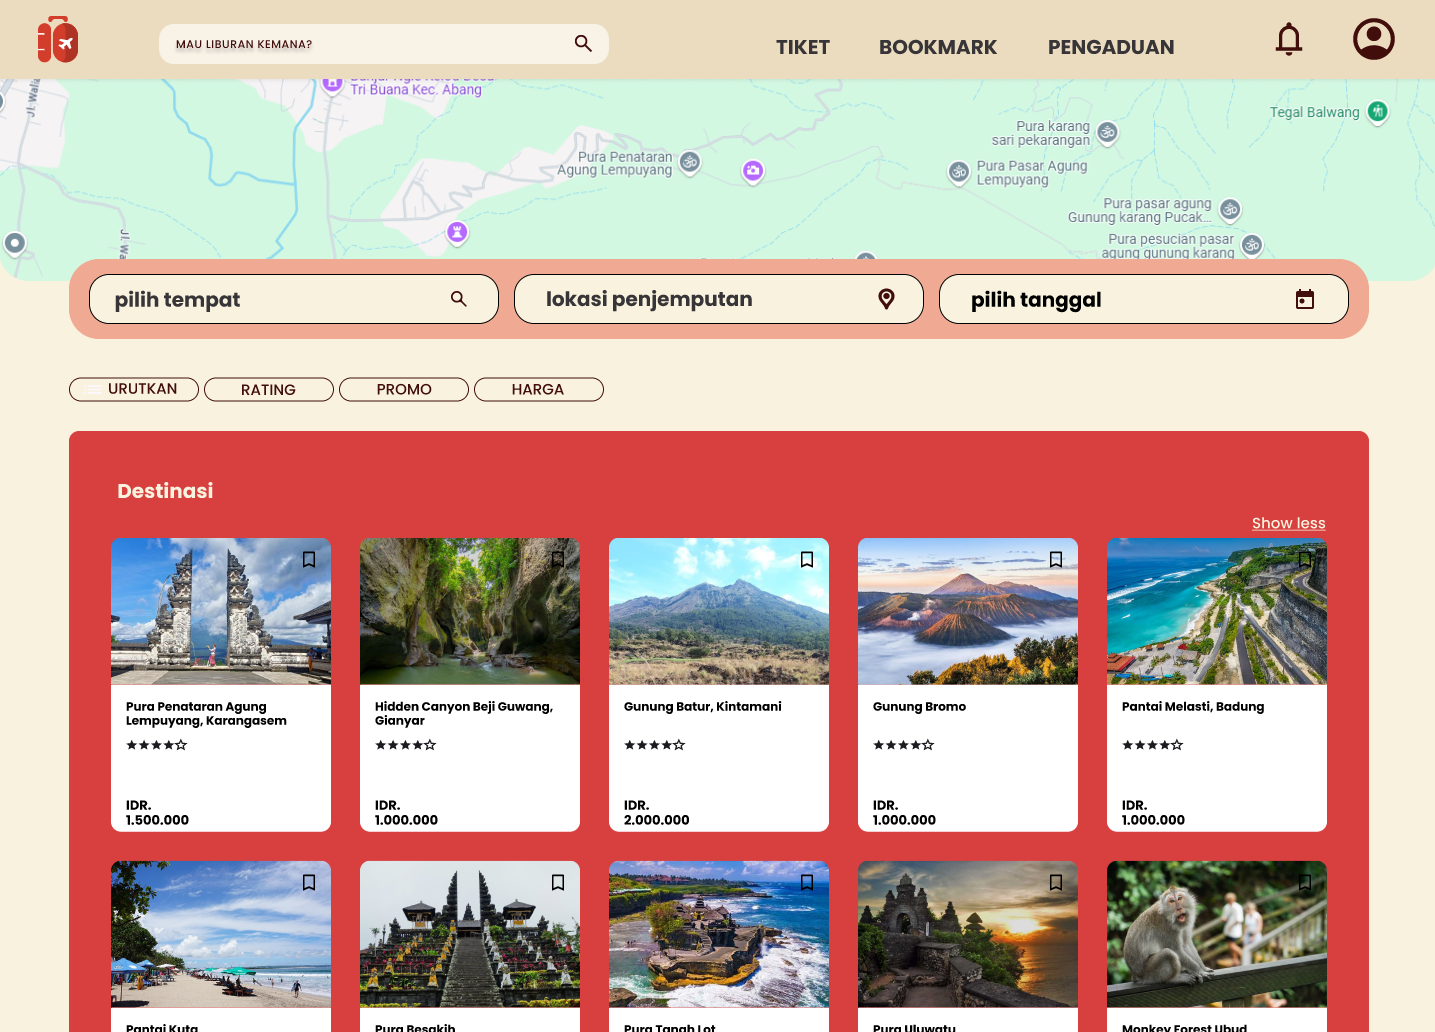 MAU LIBURAN KEMANA?
TIKET
BOOKMARK
PENGADUAN
Tri Buana Kec. Abang
Jl. Wali
Tegal Balwang
Pura karang
sari pekarangan
Pura Penataran
Agung Lempuyang
Pura Pasar Agung
Lempuyang
Pura pasar agung
Gunung karang Pucak...
Pura pesucian pasar
agung gunung karang
Jl. Wa
pilih tempat
lokasi penjemputan
pilih tanggal
URUTKAN
RATING
PROMO
HARGA
Destinasi
Show less
Pura Penataran Agung
Lempuyang, Karangasem
IDR.
1.500.000
Hidden Canyon Beji Guwang,
Gianyar
IDR.
1.000.000
Gunung Batur, Kintamani
IDR.
2.000.000
Gunung Bromo
IDR.
1.000.000
Pantai Melasti, Badung
IDR.
1.000.000
Pantai Kuta
Pura Besakih
Pura Tanah Lot
Pura Uluwatu
Monkey Forest Ubud